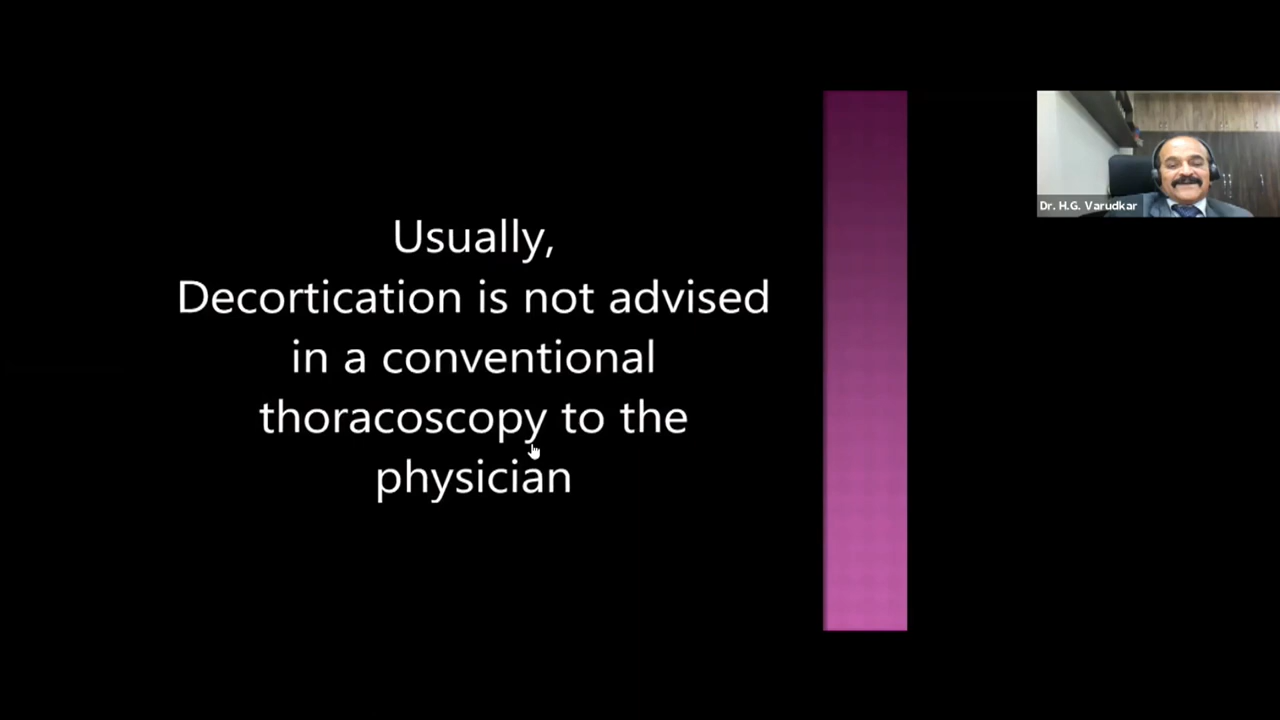 Usually,
Decortication is not advised
in a conventional
thoracoscopy to the
physician
Dr. H.G. Varudkar